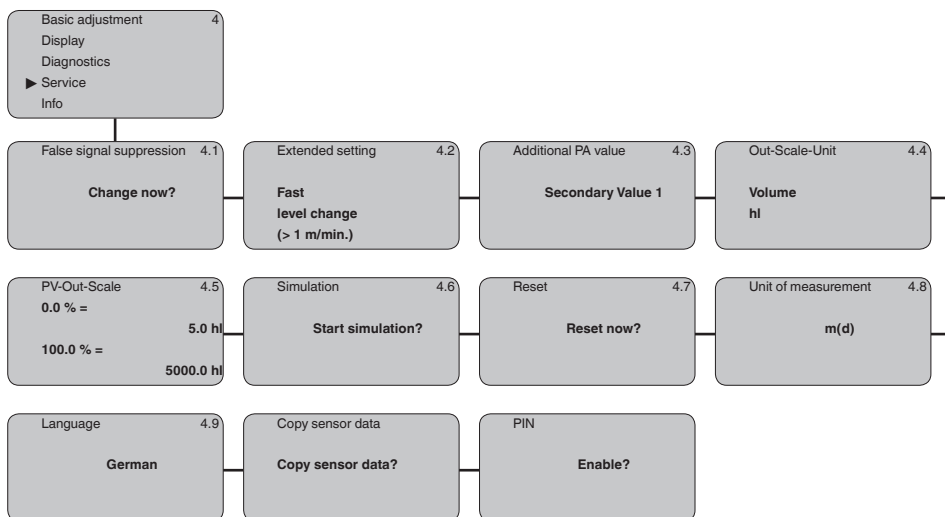 Basic adjustment 4
Display
Diagnostics
▶ Service
Info
False signal suppression 4.1
Change now?
Extended setting 4.2
Fast
level change
(> 1 m/min.)
Additional PA value 4.3
Secondary Value 1
Out-Scale-Unit 4.4
Volume
hl
PV-Out-Scale 4.5
0.0 % =
5.0 hl
100.0 % =
5000.0 hl
Simulation 4.6
Start simulation?
Reset 4.7
Reset now?
Unit of measurement 4.8
m(d)
Language 4.9
German
Copy sensor data
Copy sensor data?
PIN
Enable?